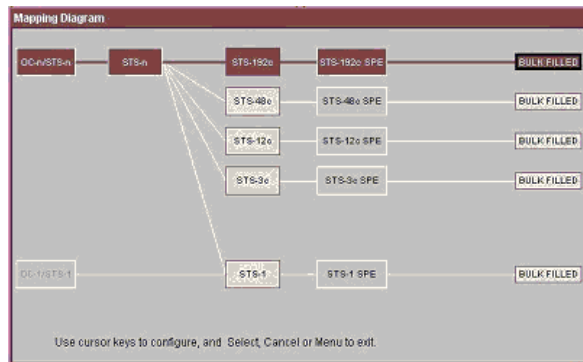 Mapping Diagram
OC-n/STS-n STS-n STS-192c STS-192c SPE BULK FILLED
STS-48c STS-48c SPE BULK FILLED
STS-12c STS-12c SPE BULK FILLED
STS-3c STS-3c SPE BULK FILLED
OC-1/STS-1 STS-1 STS-1 SPE BULK FILLED
Use cursor keys to configure, and Select, Cancel or Menu to exit.